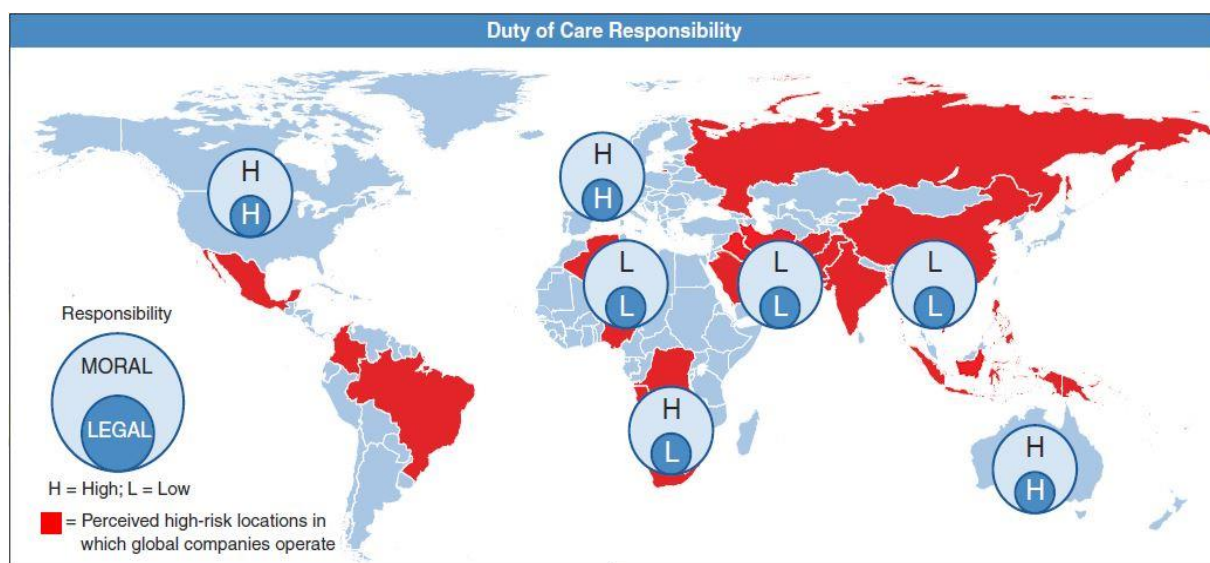 Duty of Care Responsibility
H
H
H
H
L
L
L
L
L
L
H
L
H
H
Responsibility
MORAL
LEGAL
H = High; L = Low
= Perceived high-risk locations in
which global companies operate